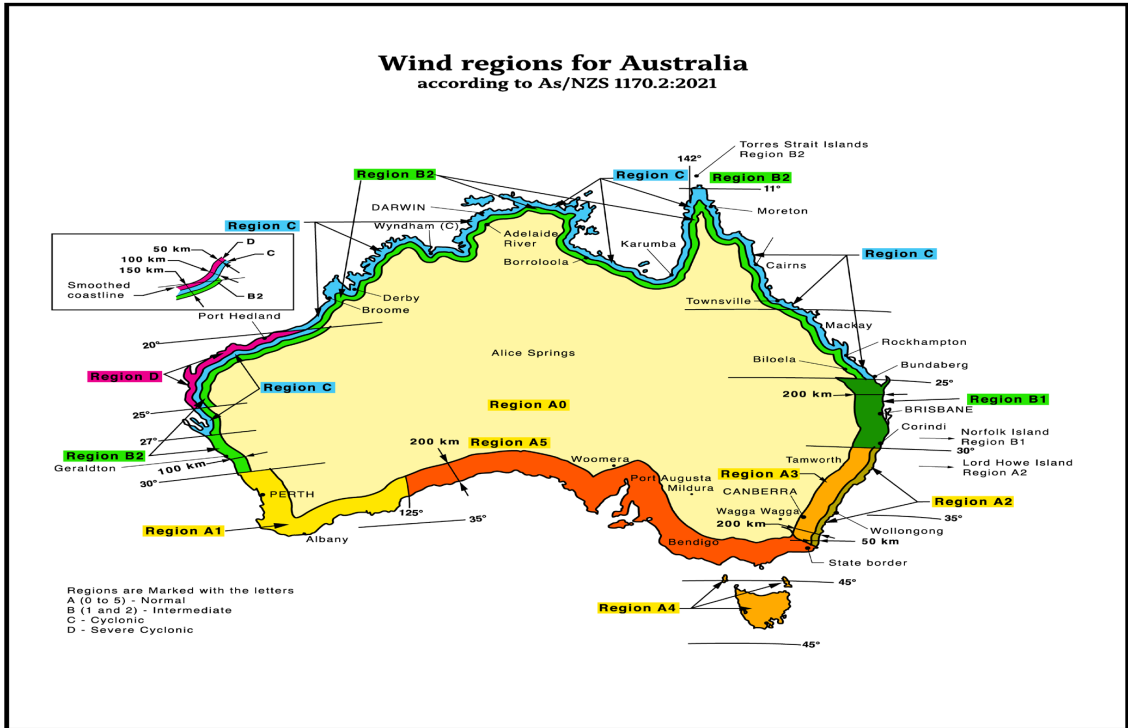 Wind regions for Australia
according to As/NZS 1170.2:2021
Torres Strait Islands
Region B2
142°
Region B2
Region C
Region B2
11°
DARWIN
Moreton
Region C
Wyndham (C)
Adelaide
River
Karumba
50 km
D
C
100 km
150 km
Smoothed
coastline
B2
Borroloola
Cairns
Region C
Derby
Broome
Townsville
Port Hedland
Mackay
20°
Rockhampton
Alice Springs
Biloela
Bundaberg
Region D
Region C
25°
200 km
Region B1
Region A0
BRISBANE
25°
Corindi
27°
200 km
Region A5
Norfolk Island
Region B1
Region B2
30°
Geraldton
100 km
Woomera
Tamworth
Lord Howe Island
Region A2
30°
Region A3
Port Augusta
Mildura
CANBERRA
PERTH
Region A2
125°
Wagga Wagga
35°
35°
Region A1
200 km
Wollongong
Albany
Bendigo
50 km
State border
45°
Regions are Marked with the letters
A (0 to 5) - Normal
B (1 and 2) - Intermediate
C - Cyclonic
D - Severe Cyclonic
Region A4
45°